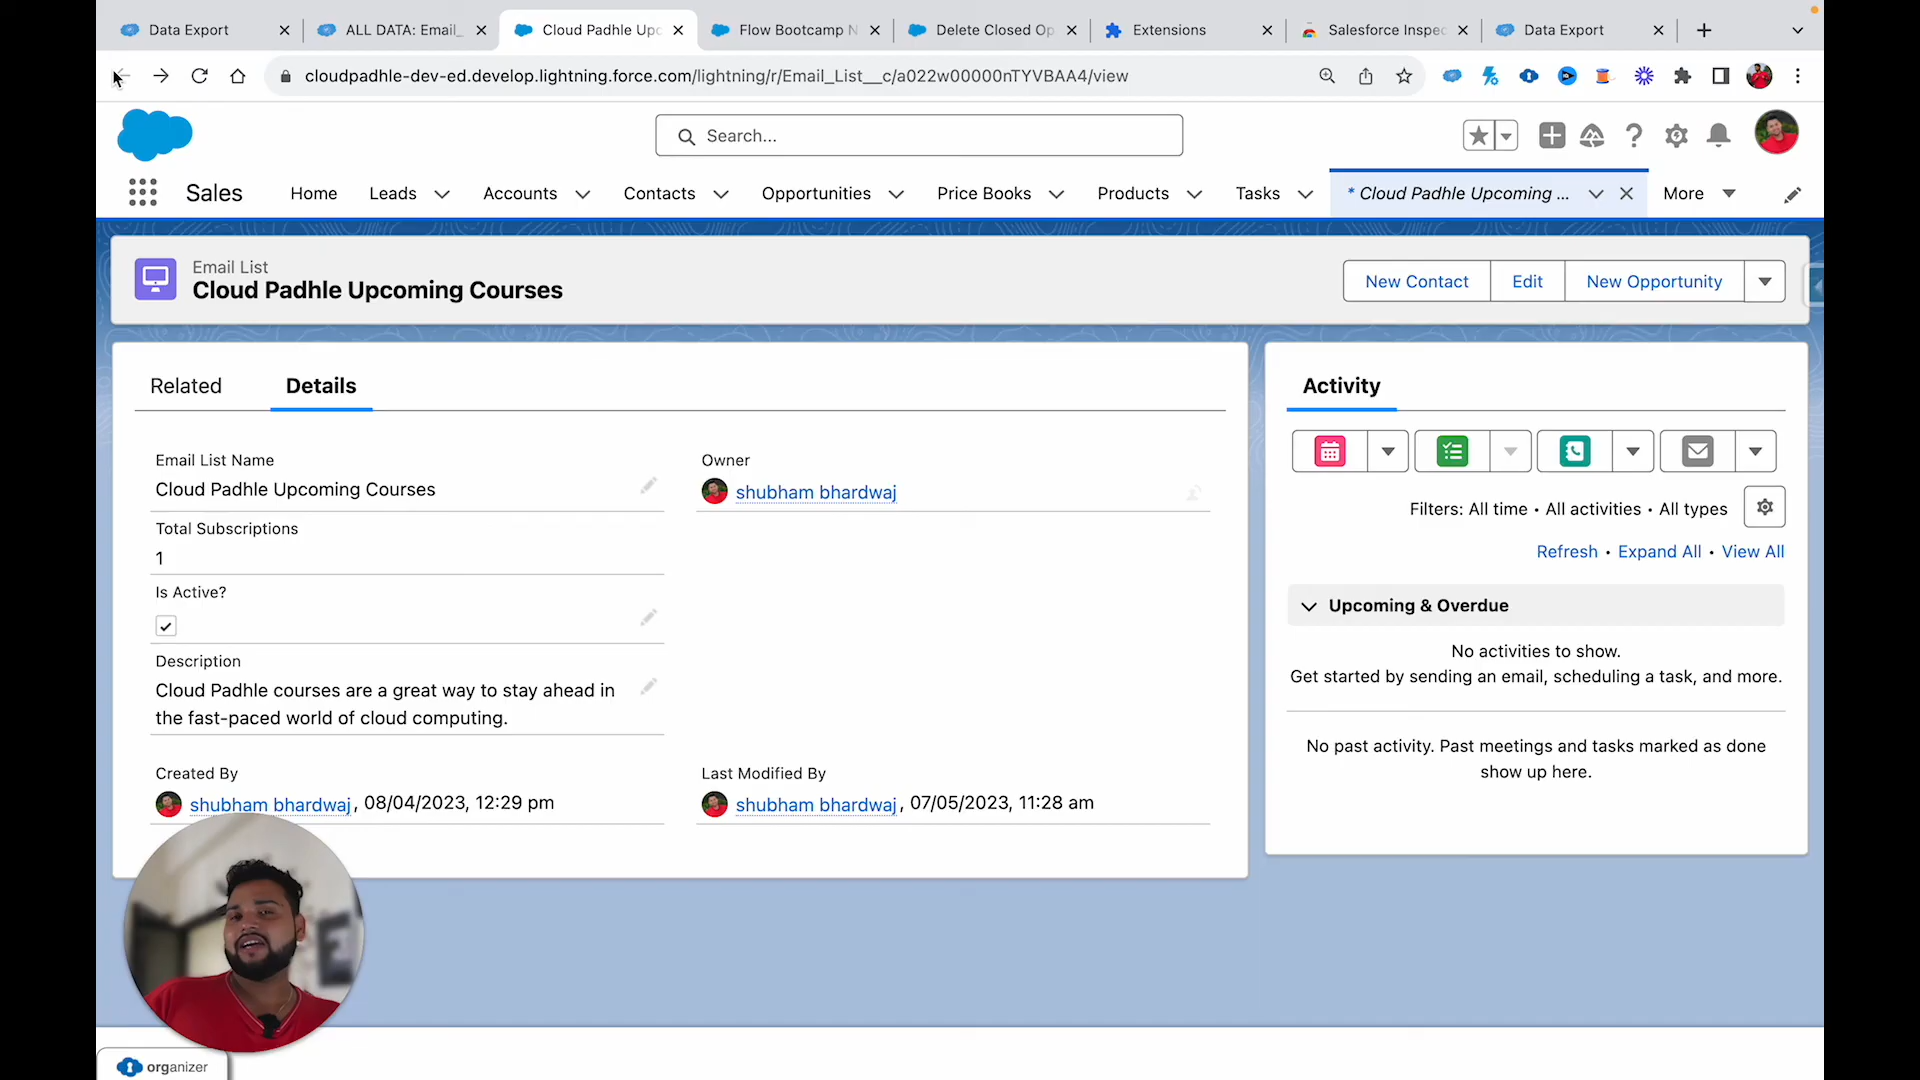 Data Export
ALL DATA: Email_
Cloud Padhle Upc
Flow Bootcamp N
Delete Closed Op
Extensions
Salesforce Inspec
Data Export
cloudpadhle-dev-ed.develop.lightning.force.com/lightning/r/Email_List__c/a022w00000nTYVBAA4/view
Search...
Sales
Home
Leads
Accounts
Contacts
Opportunities
Price Books
Products
Tasks
* Cloud Padhle Upcoming ...
More
Email List
Cloud Padhle Upcoming Courses
New Contact
Edit
New Opportunity
Related
Details
Email List Name
Cloud Padhle Upcoming Courses
Owner
shubham bhardwaj
Total Subscriptions
1
Is Active?
Description
Cloud Padhle courses are a great way to stay ahead in
the fast-paced world of cloud computing.
Created By
shubham bhardwaj, 08/04/2023, 12:29 pm
Last Modified By
shubham bhardwaj, 07/05/2023, 11:28 am
Activity
Filters: All time • All activities • All types
Refresh • Expand All • View All
Upcoming & Overdue
No activities to show.
Get started by sending an email, scheduling a task, and more.
No past activity. Past meetings and tasks marked as done
show up here.
organizer